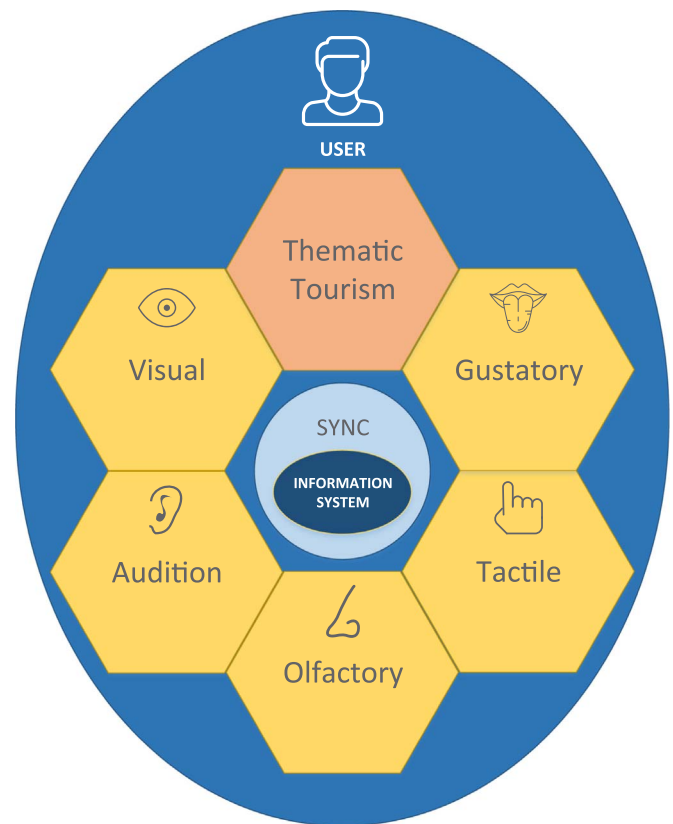 USER
Thematic
Tourism
Visual
Gustatory
SYNC
INFORMATION
SYSTEM
Audition
Tactile
Olfactory